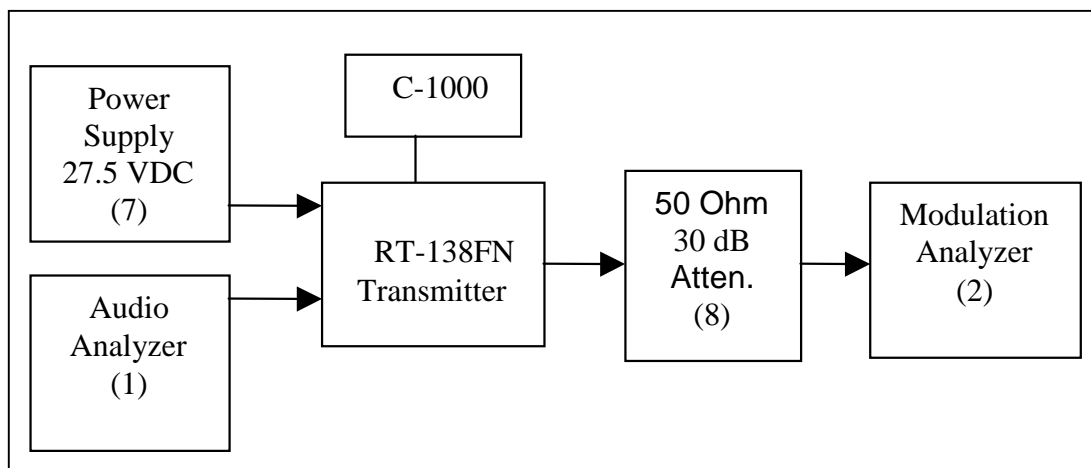 Power
Supply
27.5 VDC
(7)
C-1000
RT-138FN
Transmitter
50 Ohm
30 dB
Atten.
(8)
Modulation
Analyzer
(2)
Audio
Analyzer
(1)